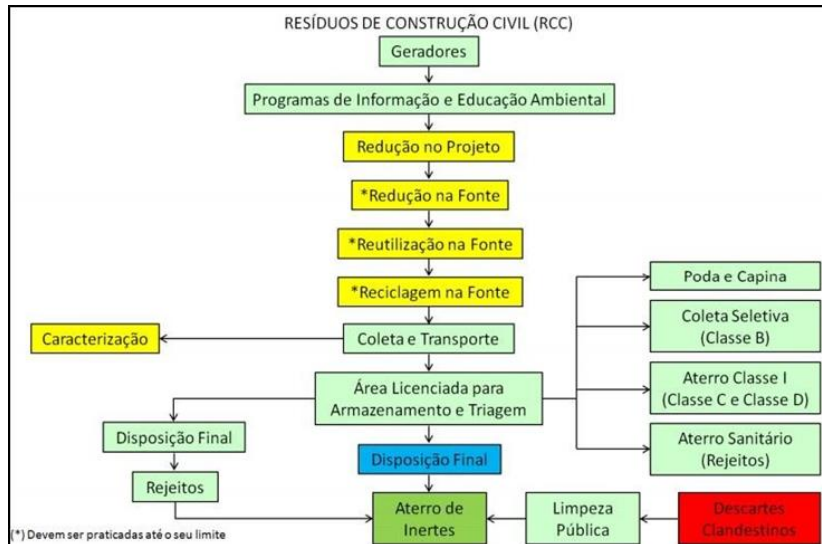 RESÍDUOS DE CONSTRUÇÃO CIVIL (RCC)
Geradores
Programas de Informação e Educação Ambiental
Redução no Projeto
*Redução na Fonte
*Reutilização na Fonte
*Reciclagem na Fonte
Caracterização
Coleta e Transporte
Área Licenciada para
Armazenamento e Triagem
Poda e Capina
Coleta Seletiva
(Classe B)
Aterro Classe I
(Classe C e Classe D)
Aterro Sanitário
(Rejeitos)
Disposição Final
Rejeitos
Disposição Final
Aterro de
Inertes
Limpeza
Pública
Descartes
Clandestinos
(*) Devem ser praticadas até o seu limite